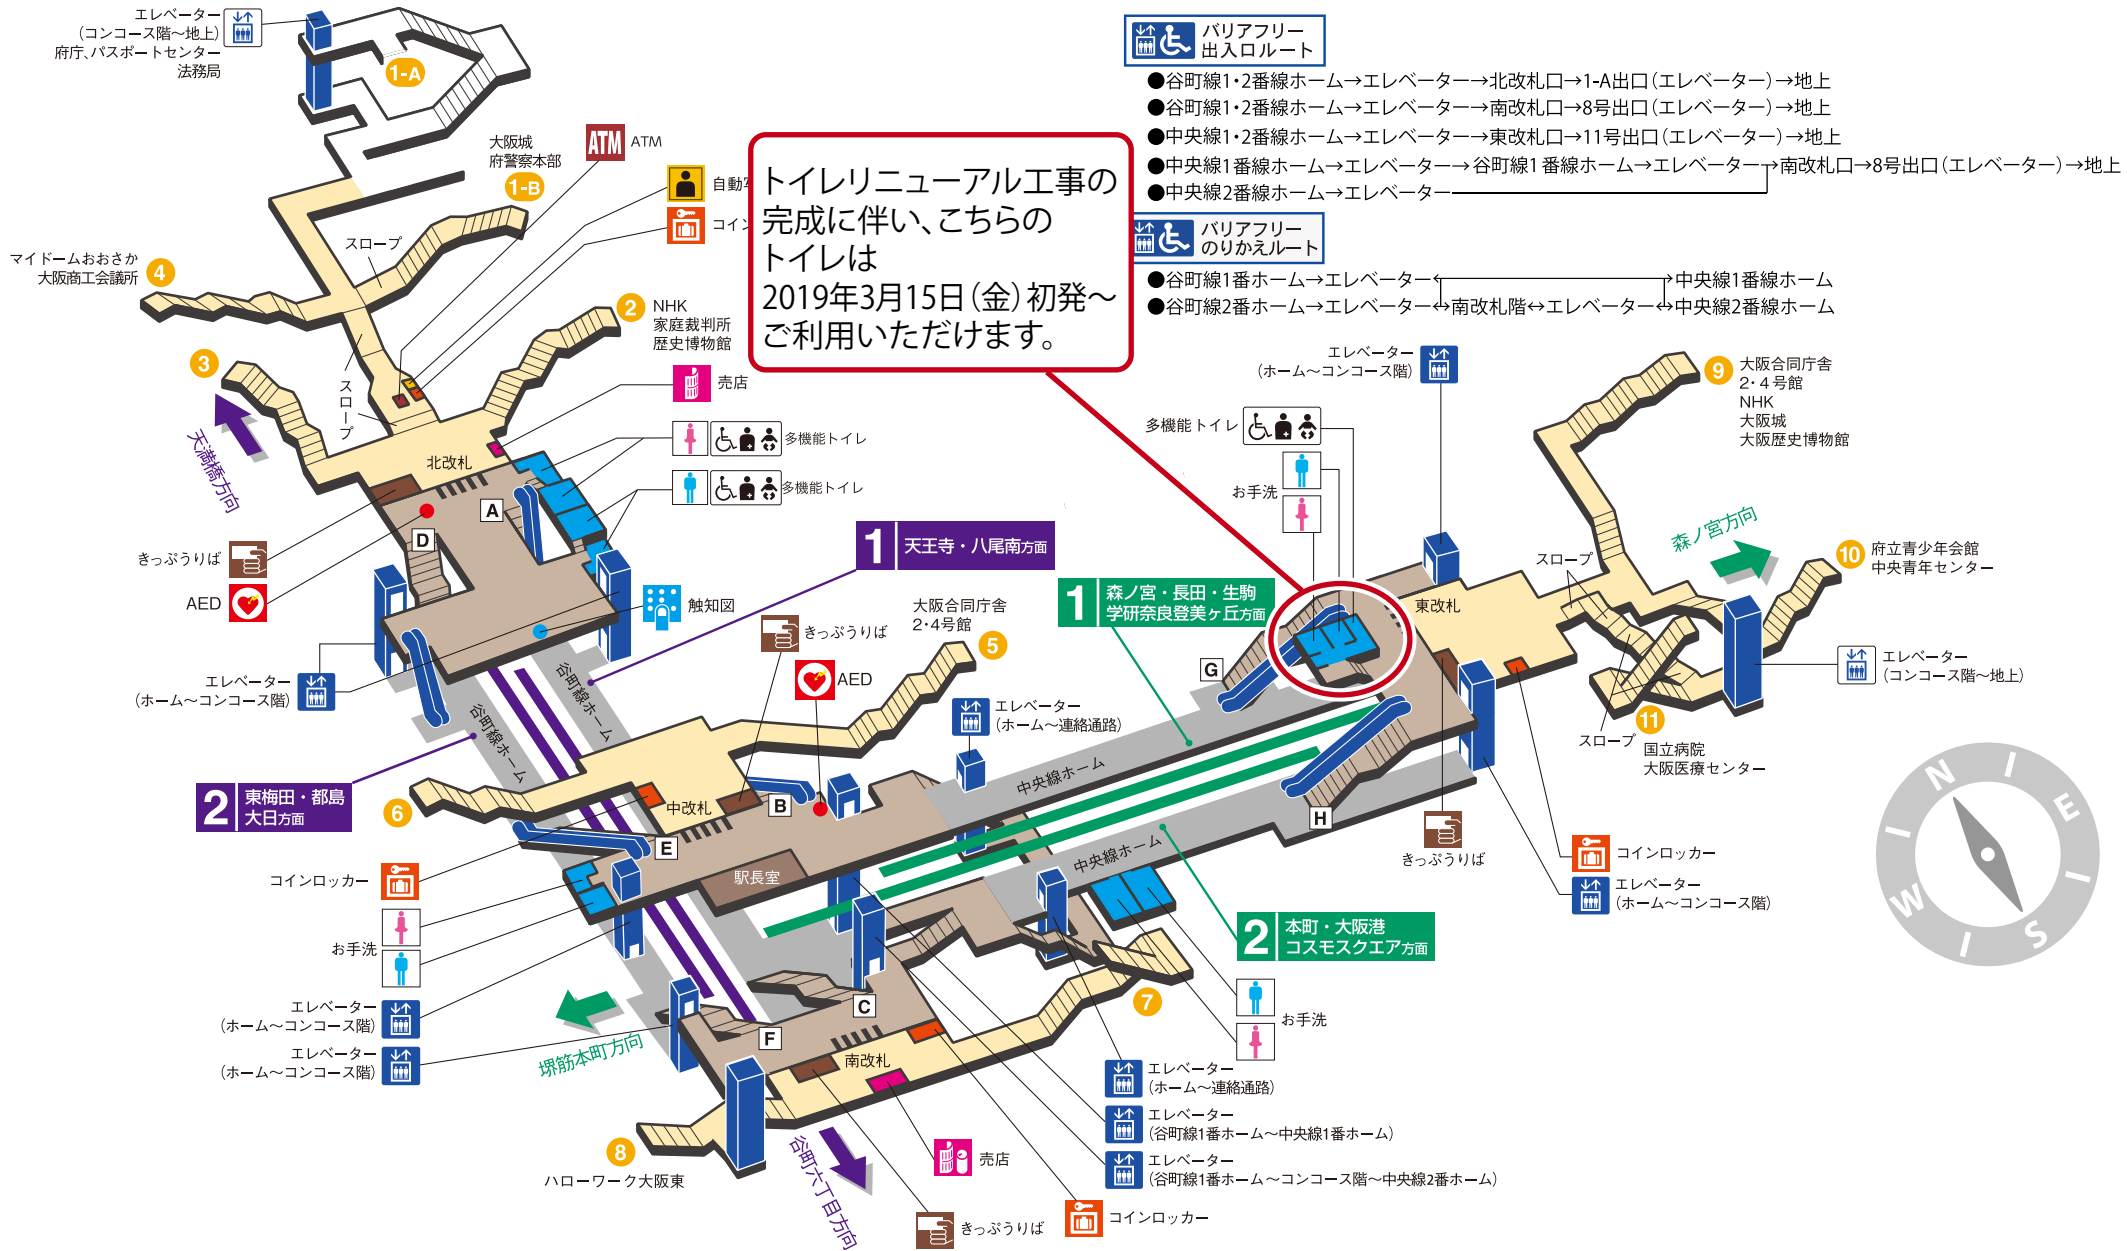 エレベーター
(コンコース階〜地上)
府庁、パスポートセンター
法務局
1-A
大阪城
府警察本部
1-B
ATM
ATM
自動
コイン
スロープ
マイドームおおさか
大阪商工会議所
4
2
NHK
家庭裁判所
歴史博物館
3
スロープ
売店
天満橋方向
北改札
多機能トイレ
多機能トイレ
A
D
きっぷうりば
AED
触知図
エレベーター
(ホーム〜コンコース階)
トイレリニューアル工事の
完成に伴い、こちらの
トイレは
2019年3月15日(金)初発〜
ご利用いただけます。
バリアフリー
出入口ルート
●谷町線1・2番線ホーム→エレベーター→北改札口→1-A出口(エレベーター)→地上
●谷町線1・2番線ホーム→エレベーター→南改札口→8号出口(エレベーター)→地上
●中央線1・2番線ホーム→エレベーター→東改札口→11号出口(エレベーター)→地上
●中央線1番線ホーム→エレベーター→谷町線1番線ホーム→エレベーター→南改札口→8号出口(エレベーター)→地上
●中央線2番線ホーム→エレベーター
バリアフリー
のりかえルート
●谷町線1番ホーム→エレベーター↔中央線1番線ホーム
●谷町線2番ホーム→エレベーター↔南改札階↔エレベーター↔中央線2番線ホーム
エレベーター
(ホーム〜コンコース階)
多機能トイレ
お手洗
9
大阪合同庁舎
2・4号館
NHK
大阪城
大阪歴史博物館
森ノ宮方向
スロープ
10
府立青少年会館
中央青年センター
東改札
エレベーター
(コンコース階〜地上)
11
スロープ
国立病院
大阪医療センター
G
H
きっぷうりば
コインロッカー
エレベーター
(ホーム〜コンコース階)
N
E
S
W
1 天王寺・八尾南方面
1 森ノ宮・長田・生駒
学研奈良登美ヶ丘方面
谷町線ホーム
谷町線ホーム
きっぷうりば
大阪合同庁舎
2・4号館
5
AED
エレベーター
(ホーム〜連絡通路)
2 東梅田・都島
大日方面
6
中改札
B
E
駅長室
中央線ホーム
中央線ホーム
コインロッカー
お手洗
エレベーター
(ホーム〜コンコース階)
エレベーター
(ホーム〜コンコース階)
堺筋本町方向
2 本町・大阪港
コスモスクエア方面
7
お手洗
C
F
南改札
エレベーター
(ホーム〜連絡通路)
エレベーター
(谷町線1番ホーム〜中央線1番ホーム)
エレベーター
(谷町線1番ホーム〜コンコース階〜中央線2番ホーム)
8
ハローワーク大阪東
谷町六丁目方向
売店
きっぷうりば
コインロッカー